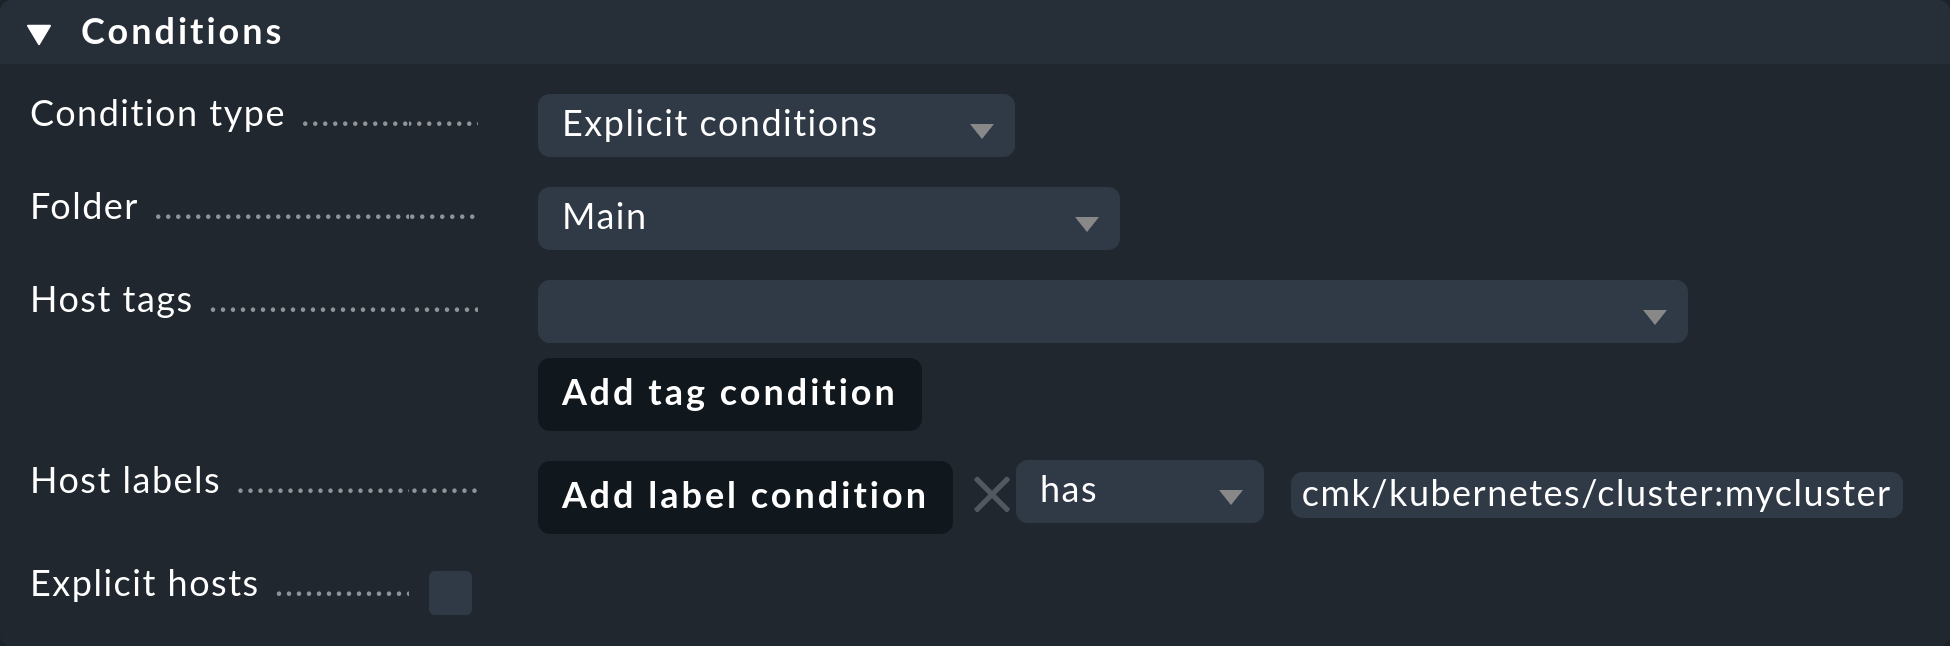 Conditions
Condition type Explicit conditions
Folder Main
Host tags
Add tag condition
Host labels Add label condition has cmk/kubernetes/cluster:mycluster
Explicit hosts